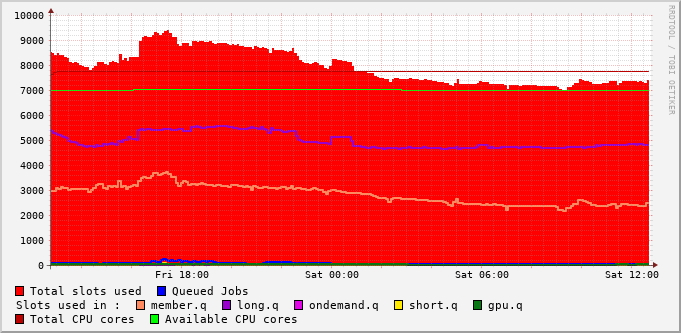 RRDTOOL / TOBI OETIKER
10000
9000
8000
7000
6000
5000
4000
3000
2000
1000
0
Fri 18:00 Sat 00:00 Sat 06:00 Sat 12:00
Total slots used Queued Jobs
Slots used in : member.q long.q ondemand.q short.q gpu.q
Total CPU cores Available CPU cores